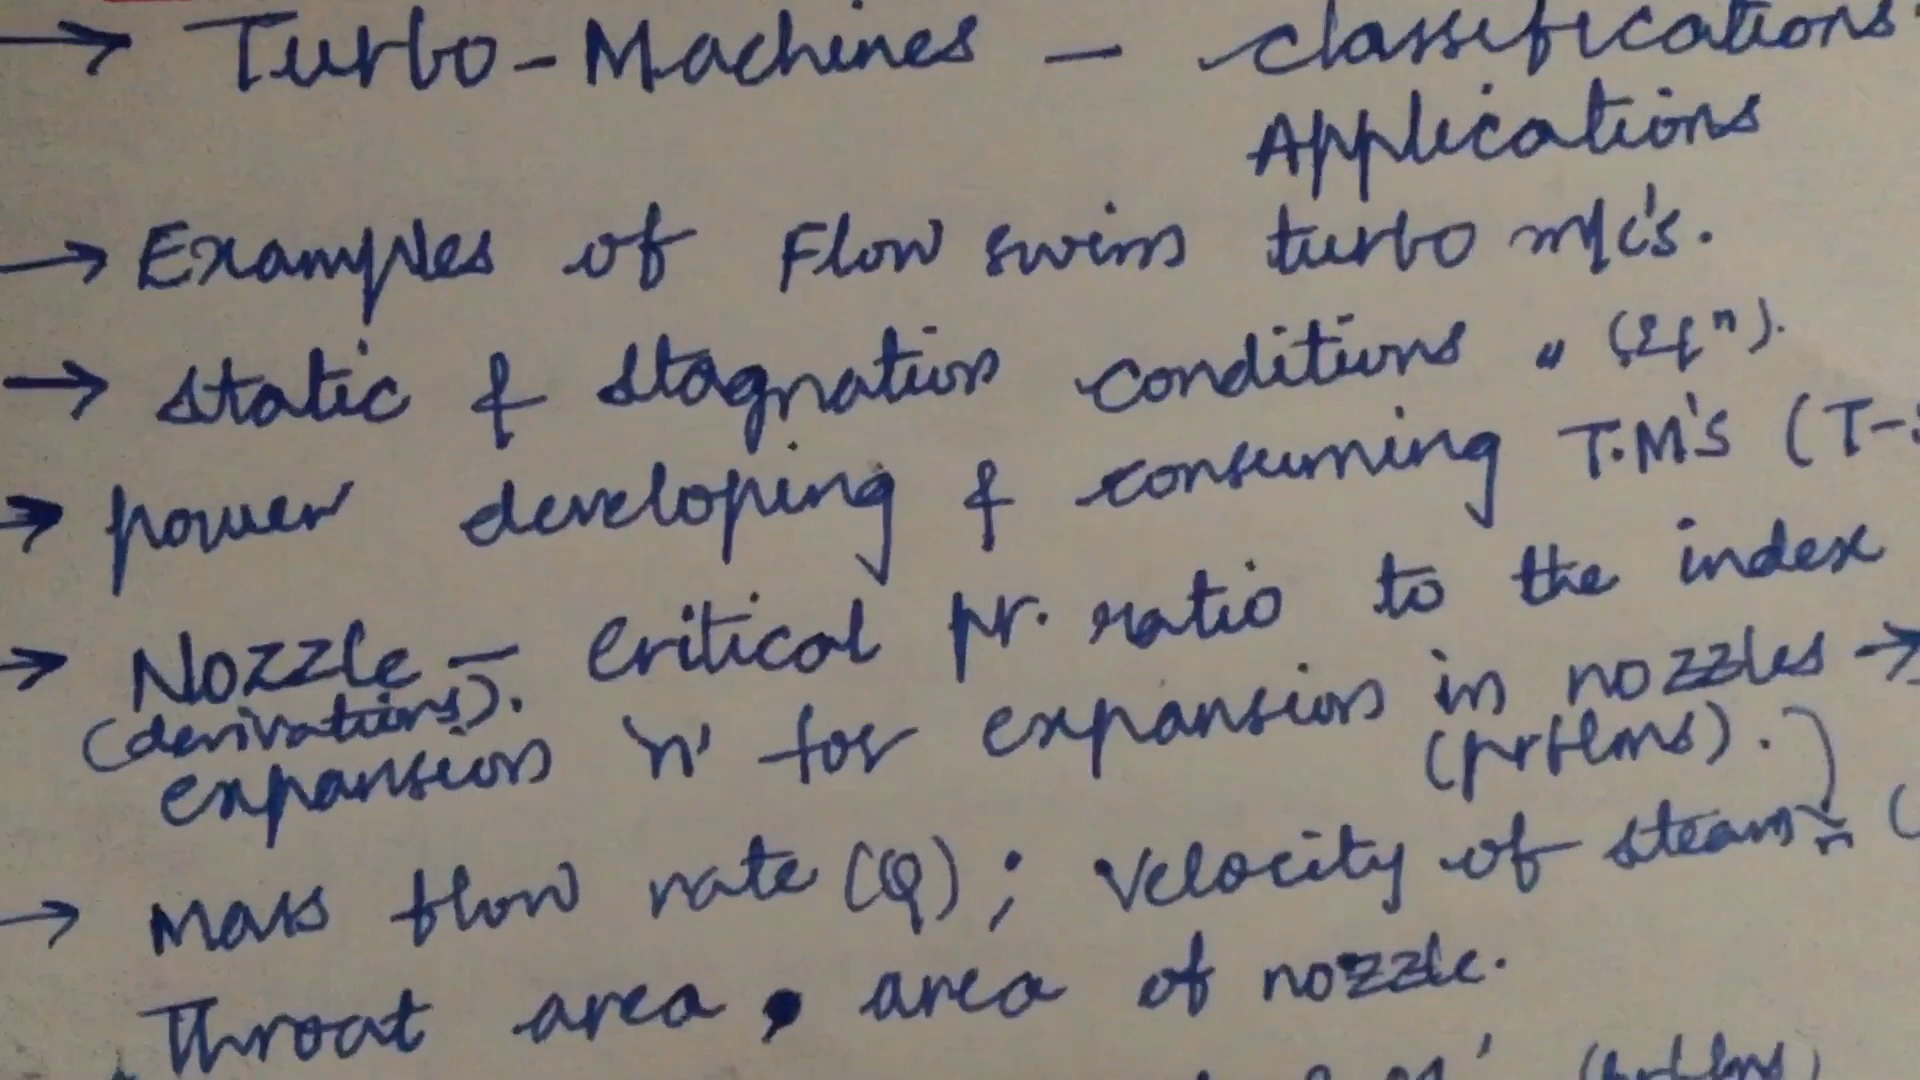 → Turbo-Machines – classifications
Applications
→ Examples of Flow swim turbo m/c's.
→ static & stagnation conditions " (Eqⁿ).
→ power developing & consuming T.M's (T-S
→ Nozzle – Critical pr. ratio to the index
(derivations).
expansion 'n' for expansion in nozzles →
(prblms).
→ Mass flow rate (Q); Velocity of steam
Throat area, area of nozzle.
(prblms)